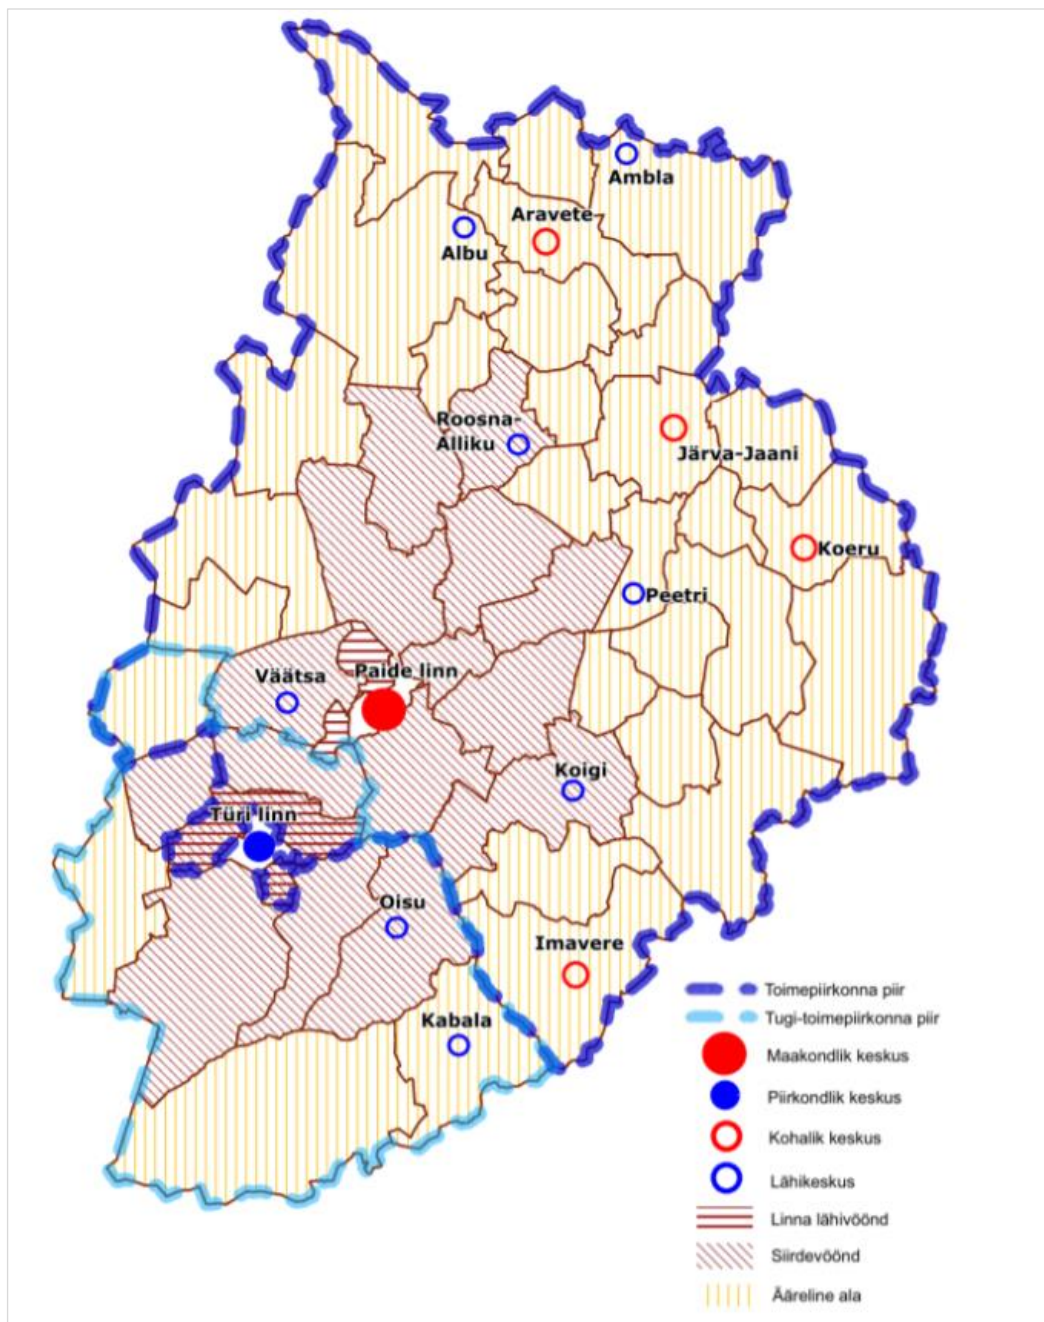 Ambla
Aravete
Albu
Roosna-
Alliku
Järva-Jaani
Koeru
Peetri
Väätsa
Paide linn
Koigi
Türi linn
Oisu
Imavere
Kabala
Toimepiirkonna piir
Tugi-toimepiirkonna piir
Maakondlik keskus
Piirkondlik keskus
Kohalik keskus
Lähikeskus
Linna lähivöönd
Siirdevöönd
Ääreline ala